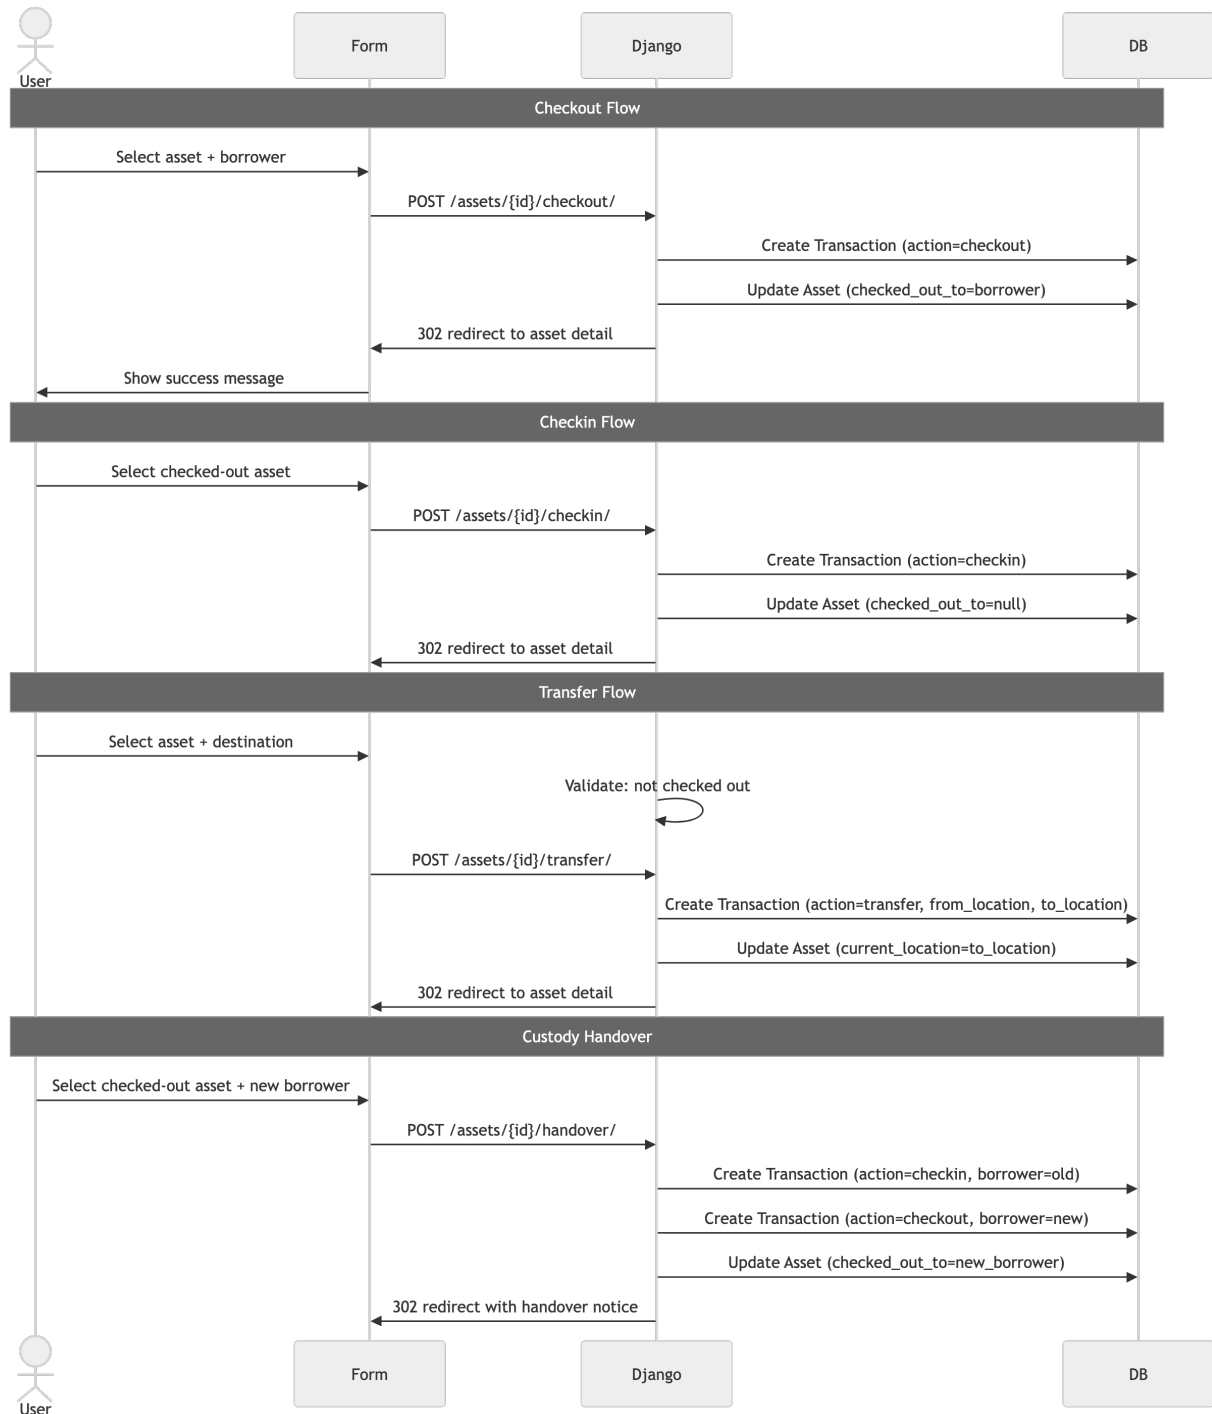 Form
Django
DB
User
Checkout Flow
Select asset + borrower
POST /assets/{id}/checkout/
Create Transaction (action=checkout)
Update Asset (checked_out_to=borrower)
302 redirect to asset detail
Show success message
Checkin Flow
Select checked-out asset
POST /assets/{id}/checkin/
Create Transaction (action=checkin)
Update Asset (checked_out_to=null)
302 redirect to asset detail
Transfer Flow
Select asset + destination
Validate: not checked out
POST /assets/{id}/transfer/
Create Transaction (action=transfer, from_location, to_location)
Update Asset (current_location=to_location)
302 redirect to asset detail
Custody Handover
Select checked-out asset + new borrower
POST /assets/{id}/handover/
Create Transaction (action=checkin, borrower=old)
Create Transaction (action=checkout, borrower=new)
Update Asset (checked_out_to=new_borrower)
302 redirect with handover notice
Form
Django
DB
User